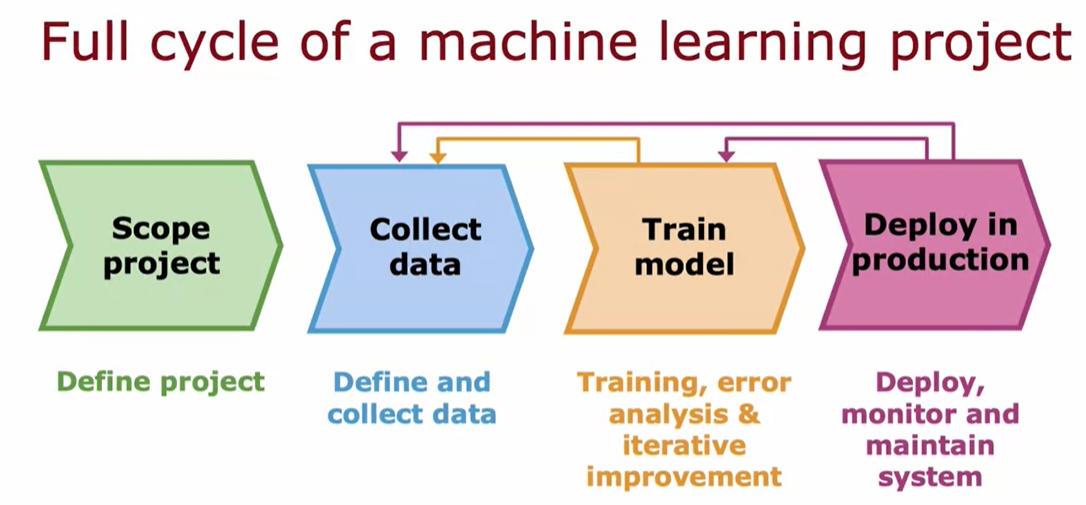 Full cycle of a machine learning project
Scope
project
Collect
data
Train
model
Deploy in
production
Define project
Define and
collect data
Training, error
analysis &
iterative
improvement
Deploy,
monitor and
maintain
system